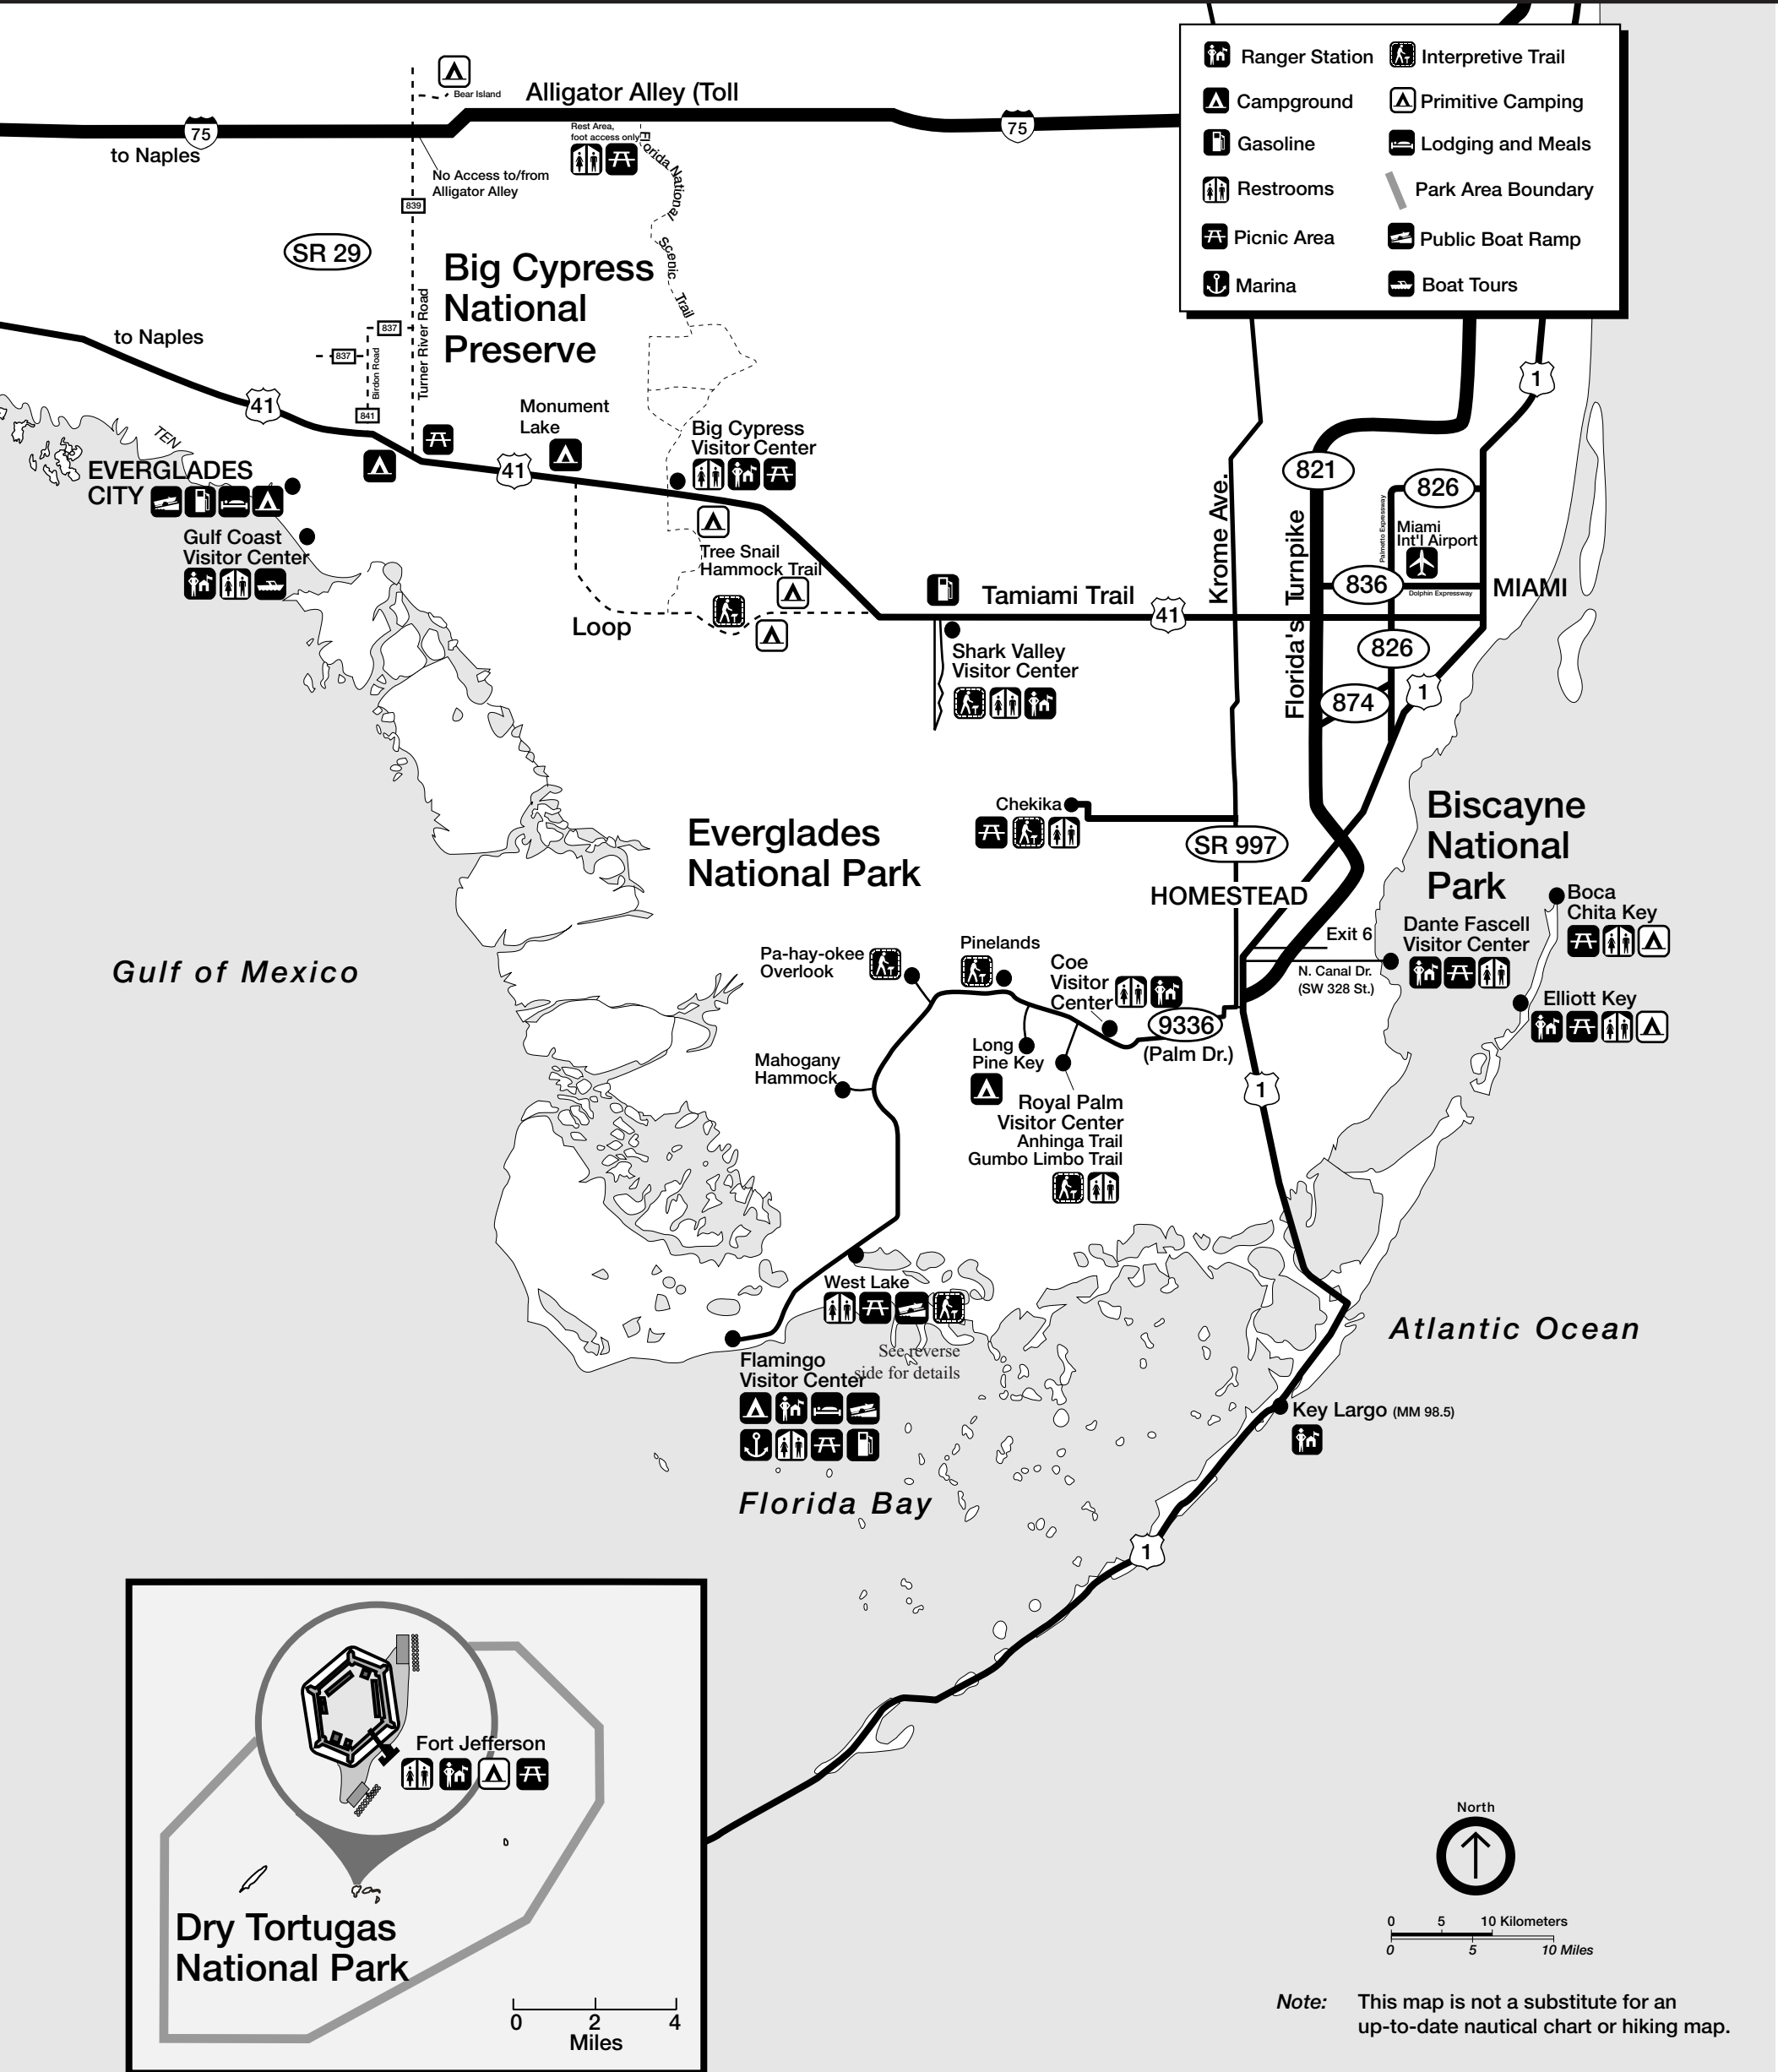 Ranger Station
Interpretive Trail
Campground
Primitive Camping
Gasoline
Lodging and Meals
Restrooms
Park Area Boundary
Picnic Area
Public Boat Ramp
Marina
Boat Tours
Bear Island
Alligator Alley (Toll
75
to Naples
Rest Area,
foot access only
75
No Access to/from
Alligator Alley
Florida National Scenic Trail
839
SR 29
Big Cypress
National
Preserve
Turner River Road
837
837
Birdon Road
841
to Naples
41
TEN
Monument
Lake
Big Cypress
Visitor Center
41
EVERGLADES
CITY
Gulf Coast
Visitor Center
Tree Snail
Hammock Trail
Loop
Tamiami Trail
41
Shark Valley
Visitor Center
Krome Ave.
Florida's Turnpike
821
1
826
Palmetto Expressway
Miami
Int'l Airport
836
Dolphin Expressway
MIAMI
826
874
1
Chekika
SR 997
HOMESTEAD
Everglades
National Park
Biscayne
National
Park
Boca
Chita Key
Dante Fascell
Visitor Center
Exit 6
N. Canal Dr.
(SW 328 St.)
Elliott Key
Gulf of Mexico
Pa-hay-okee
Overlook
Pinelands
Coe
Visitor
Center
9336
(Palm Dr.)
Long
Pine Key
Mahogany
Hammock
Royal Palm
Visitor Center
Anhinga Trail
Gumbo Limbo Trail
1
West Lake
See reverse
side for details
Flamingo
Visitor Center
Atlantic Ocean
Key Largo (MM 98.5)
Florida Bay
1
Fort Jefferson
Dry Tortugas
National Park
0 2 4
Miles
North
0 5 10 Kilometers
0 5 10 Miles
Note: This map is not a substitute for an
up-to-date nautical chart or hiking map.